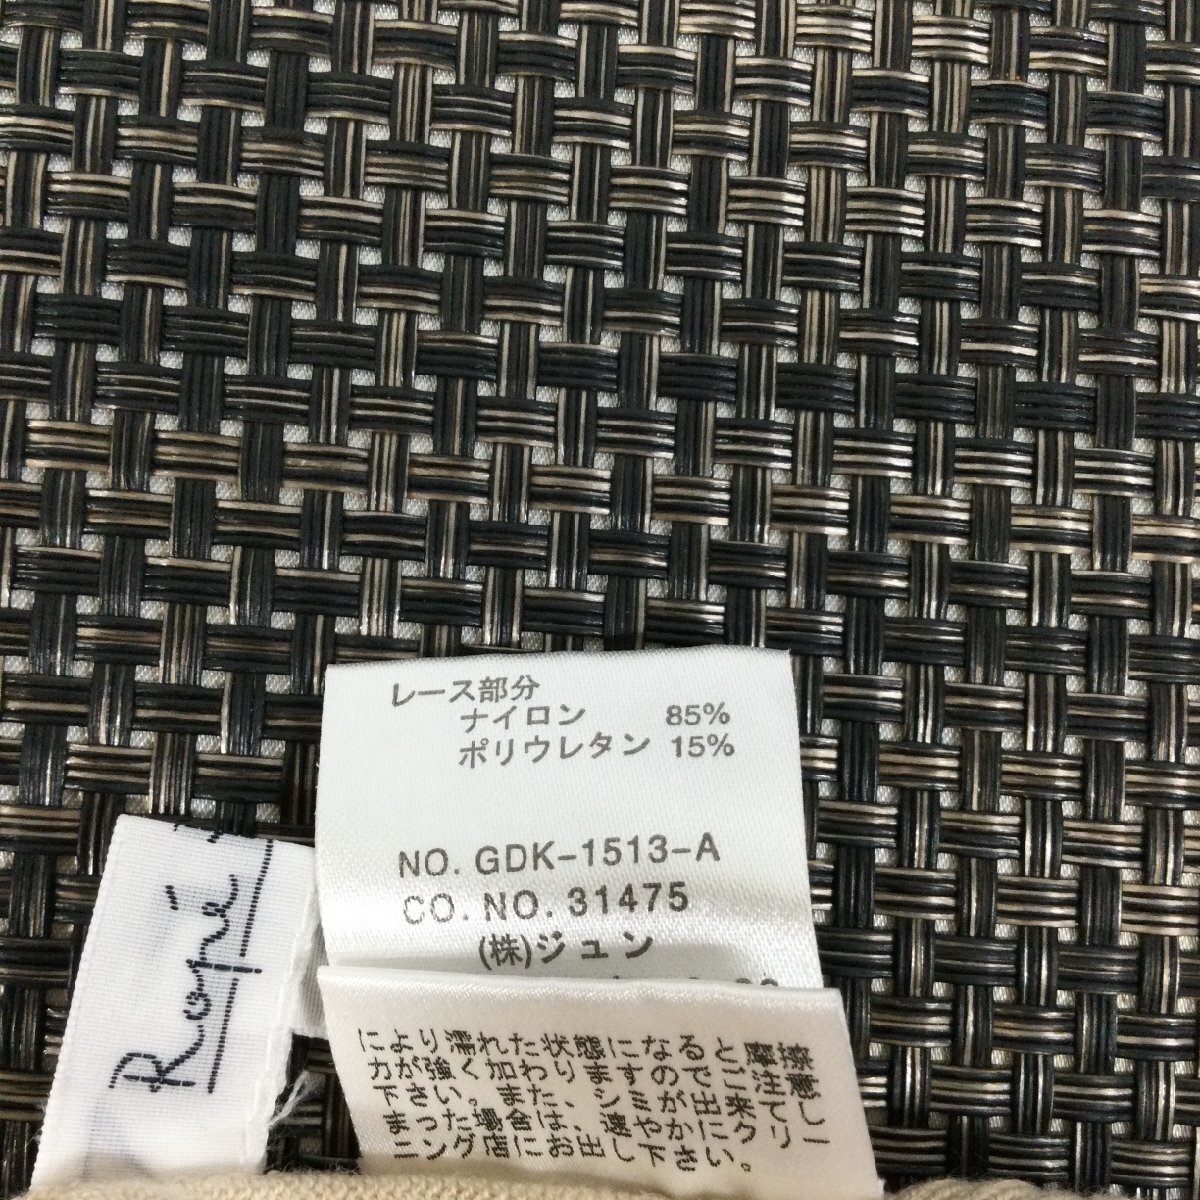 レース部分
ナイロン 85%
ポリウレタン 15%
NO. GDK-1513-A
CO. NO. 31475
(株)ジュン
Ropé
により濡れた状態になると摩擦
力が強く加わりますのでご注意し
下さい。また、シミが出来て
まった場合は、速やかにクリー
ニング店にお出し下さい。